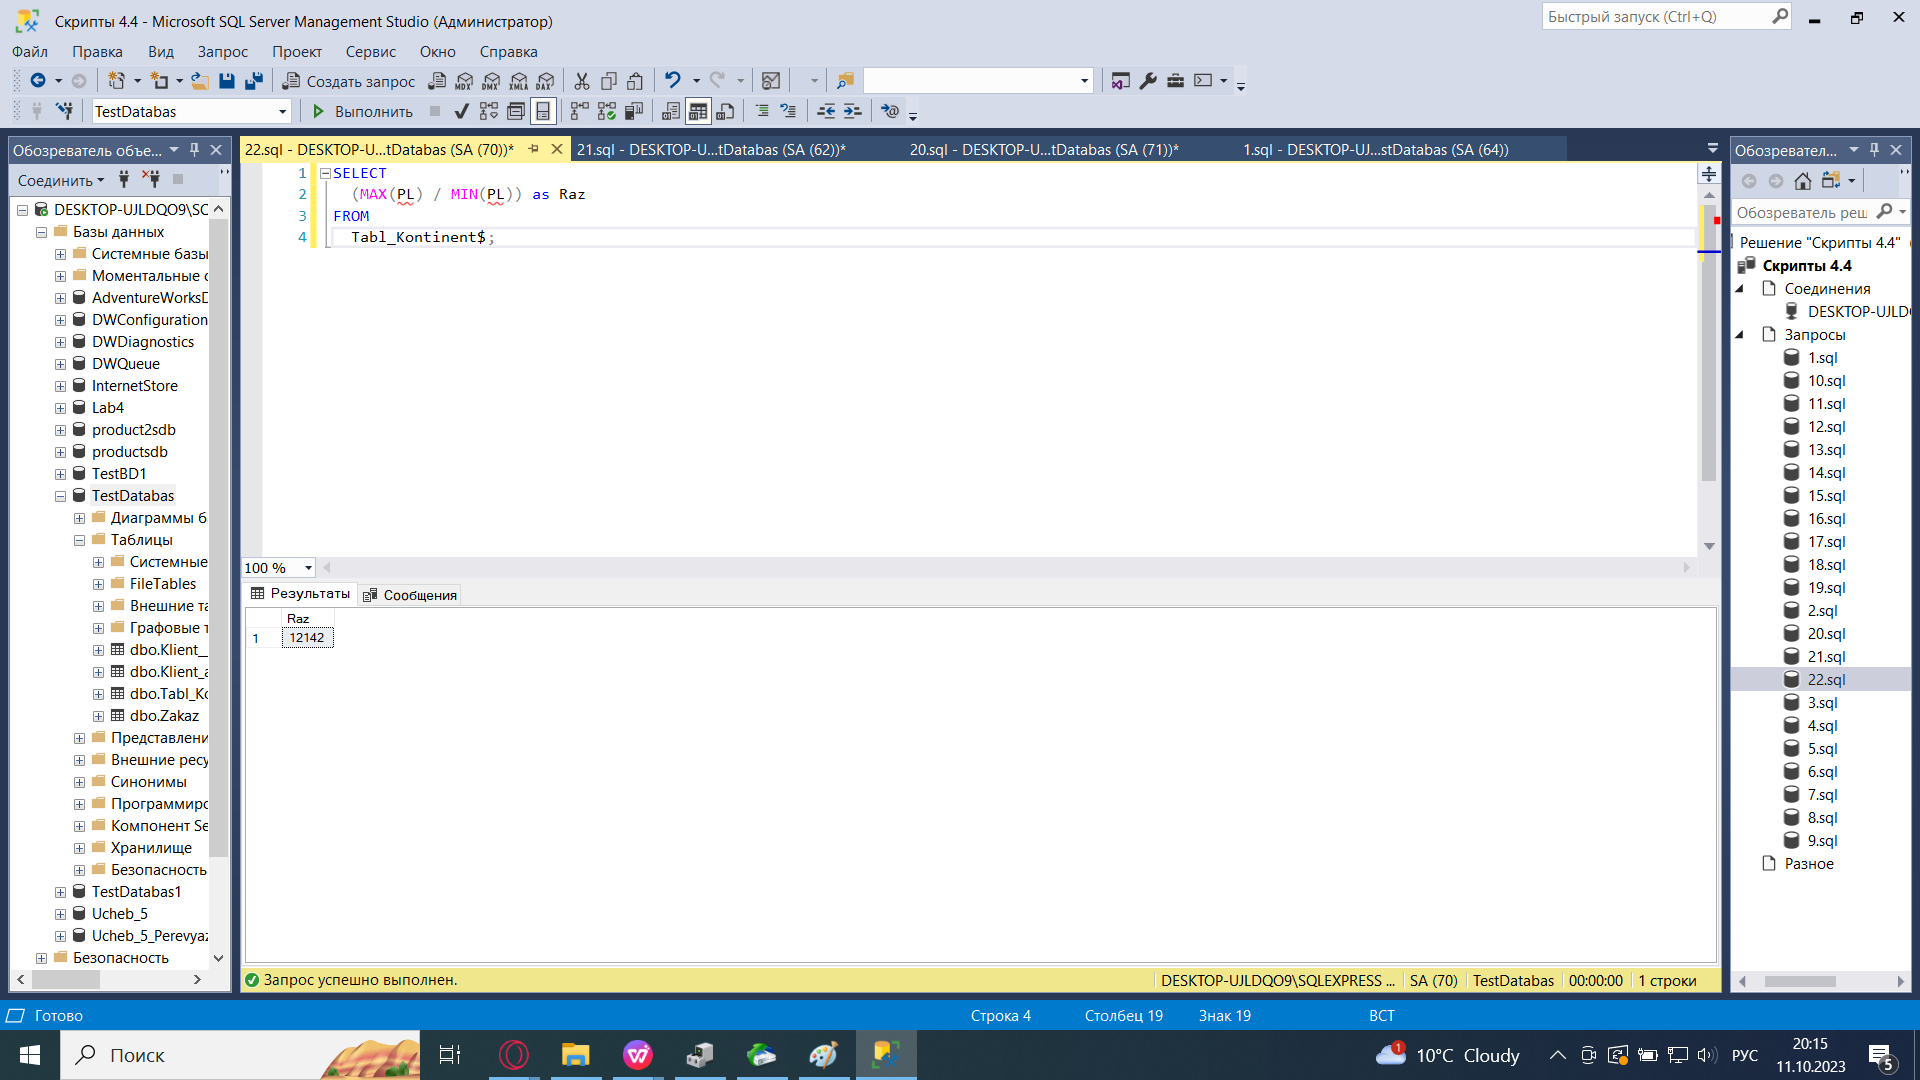 Скрипты 4.4 - Microsoft SQL Server Management Studio (Администратор)
Быстрый запуск (Ctrl+Q)
Файл Правка Вид Запрос Проект Сервис Окно Справка
Создать запрос
MDX DMX XMLA DAX
TestDatabas
Выполнить
Обозреватель объе...
Соединить
DESKTOP-UJLDQO9\SC
Базы данных
Системные базы
Моментальные с
AdventureWorksD
DWConfiguration
DWDiagnostics
DWQueue
InternetStore
Lab4
product2sdb
productsdb
TestBD1
TestDatabas
Диаграммы б
Таблицы
Системные
FileTables
Внешние та
Графовые т
dbo.Klient_
dbo.Klient_a
dbo.Tabl_Ko
dbo.Zakaz
Представлени
Внешние ресу
Синонимы
Программиро
Компонент Se
Хранилище
Безопасность
TestDatabas1
Ucheb_5
Ucheb_5_Perevyaz
Безопасность
22.sql - DESKTOP-U...tDatabas (SA (70))*
21.sql - DESKTOP-U...tDatabas (SA (62))*
20.sql - DESKTOP-U...tDatabas (SA (71))*
1.sql - DESKTOP-UJ...stDatabas (SA (64))
1 SELECT
2 (MAX(PL) / MIN(PL)) as Raz
3 FROM
4 Tabl_Kontinent$;
100 %
Результаты
Сообщения
Raz
1 12142
Запрос успешно выполнен.
DESKTOP-UJLDQO9\SQLEXPRESS ...
SA (70)
TestDatabas
00:00:00
1 строки
Обозревател...
Обозреватель реш
Решение "Скрипты 4.4"
Скрипты 4.4
Соединения
DESKTOP-UJLD
Запросы
1.sql
10.sql
11.sql
12.sql
13.sql
14.sql
15.sql
16.sql
17.sql
18.sql
19.sql
2.sql
20.sql
21.sql
22.sql
3.sql
4.sql
5.sql
6.sql
7.sql
8.sql
9.sql
Разное
Готово
Строка 4
Столбец 19
Знак 19
ВСТ
Поиск
1
10°C Cloudy
РУС
20:15
11.10.2023
5